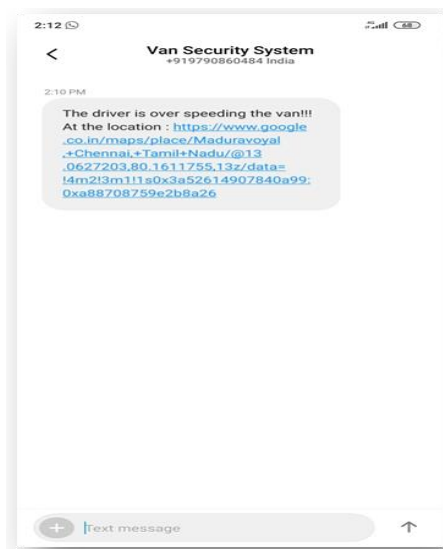 2:12
68
Van Security System
+919790860484 India
2:10 PM
The driver is over speeding the van!!!
At the location : https://www.google
.co.in/maps/place/Maduravoyal
,+Chennai,+Tamil+Nadu/@13
.0627203,80.1611755,13z/data=
!4m2!3m1!1s0x3a52614907840a99:
0xa88708759e2b8a26
Text message